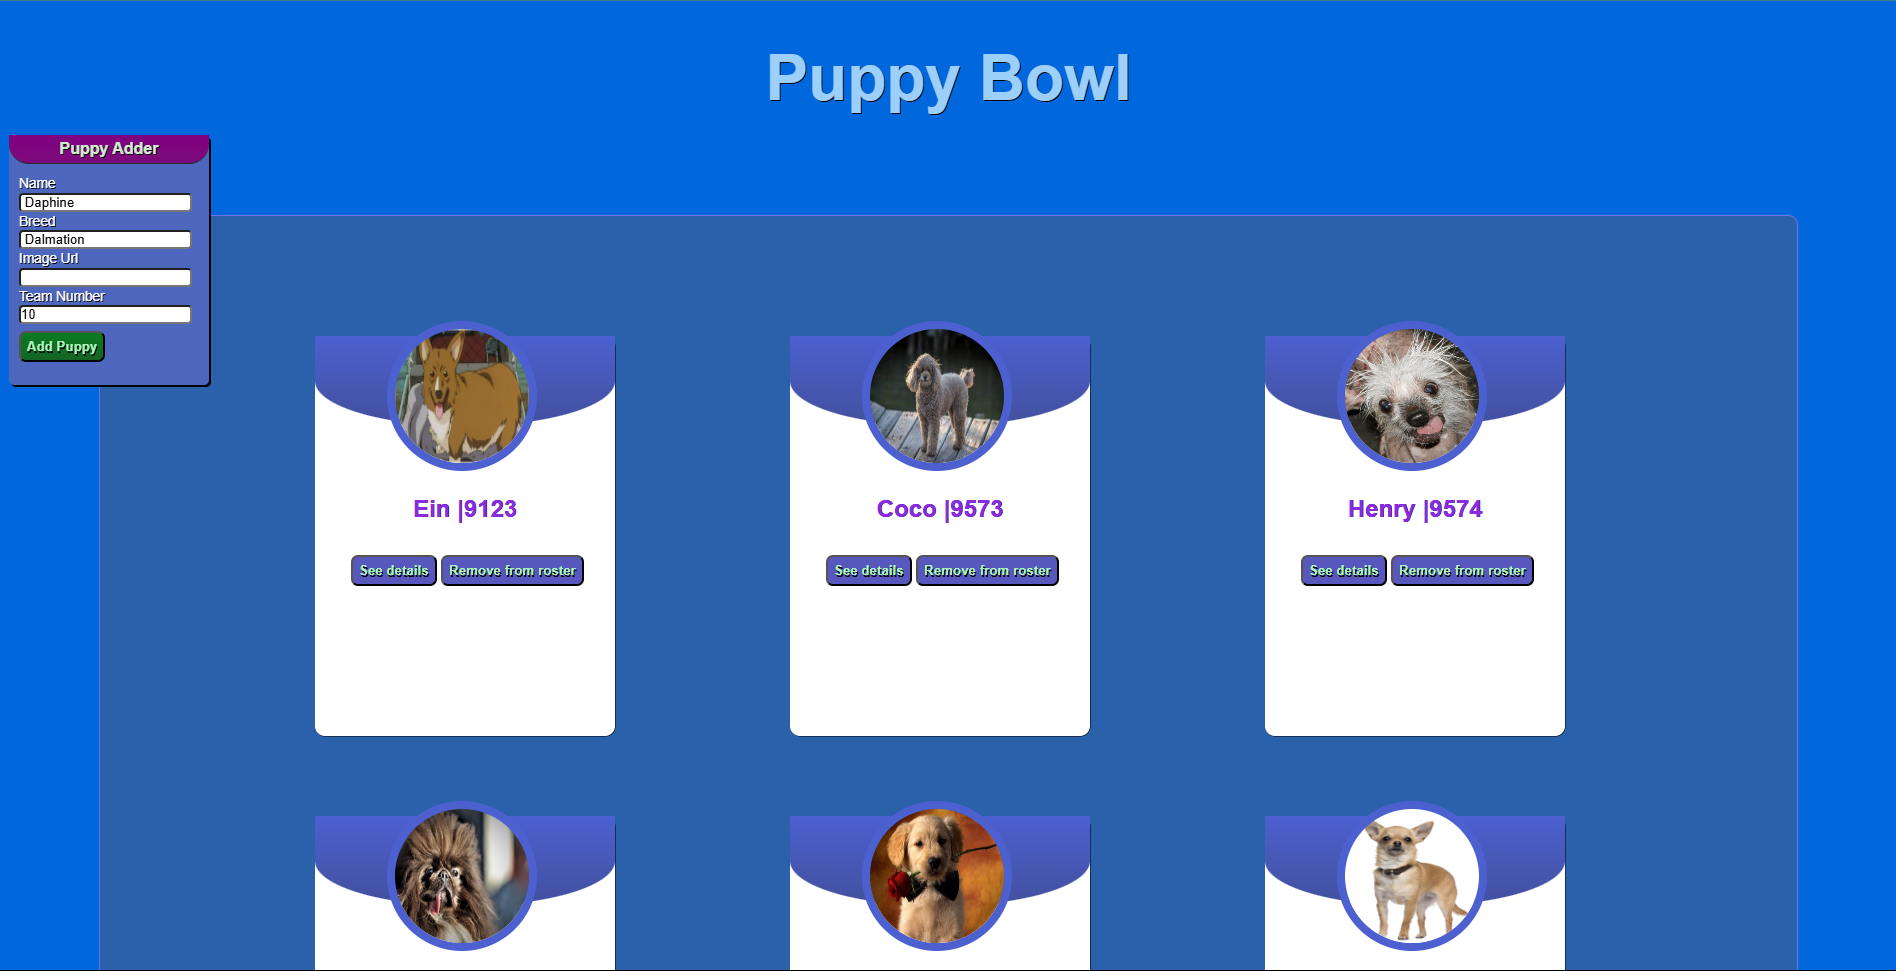 Puppy Bowl
Puppy Adder
Name
Daphine
Breed
Dalmation
Image Url
Team Number
10
Add Puppy
Ein |9123
See details Remove from roster
Coco |9573
See details Remove from roster
Henry |9574
See details Remove from roster